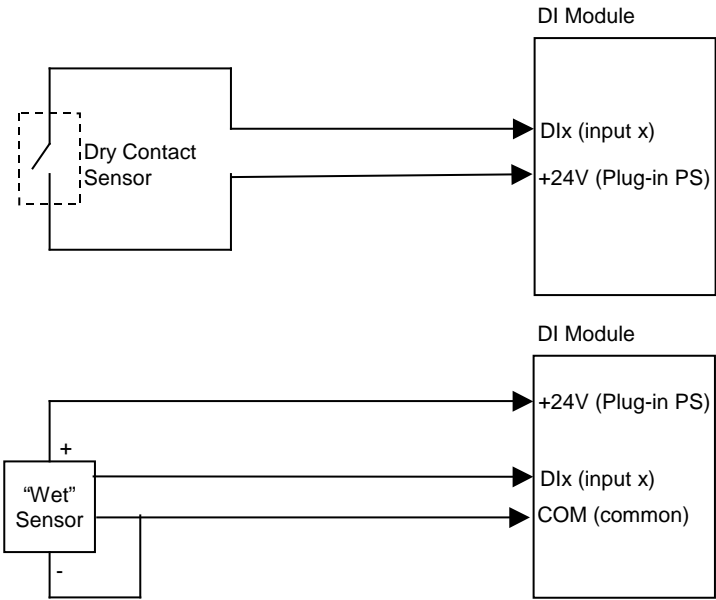 DI Module
DIx (input x)
Dry Contact
Sensor
+24V (Plug-in PS)
DI Module
+24V (Plug-in PS)
+
DIx (input x)
“Wet”
Sensor
COM (common)
-